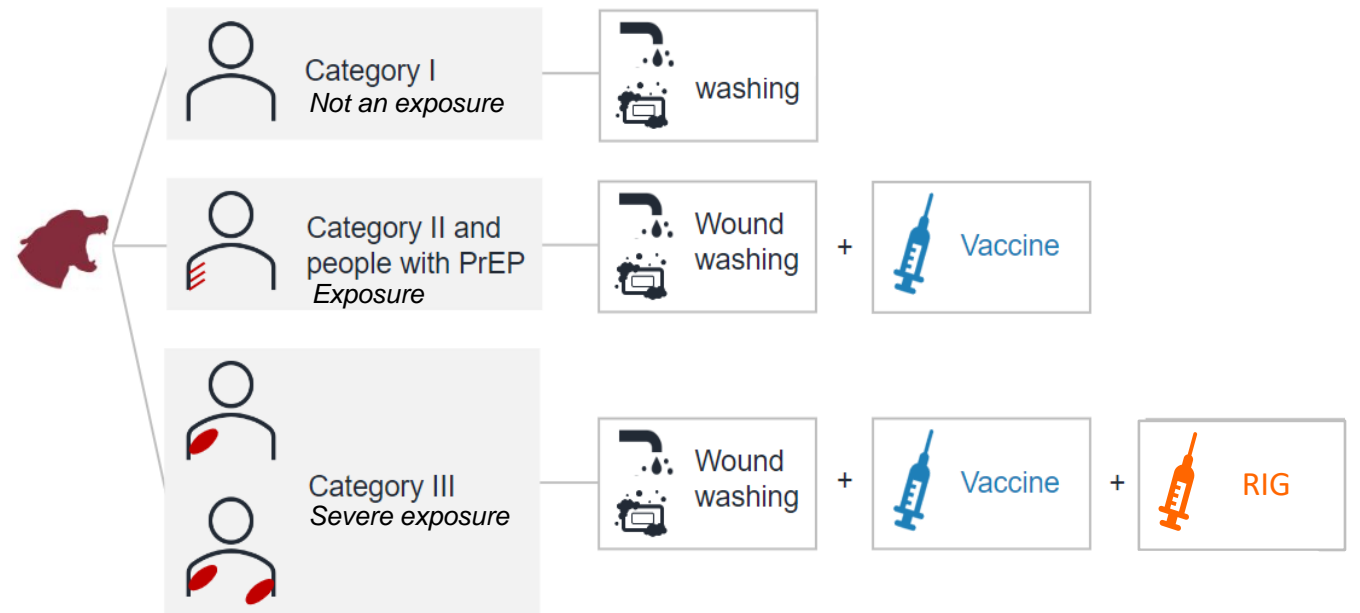 Category I
Not an exposure
washing
Category II and
people with PrEP
Exposure
Wound
washing
+
Vaccine
Category III
Severe exposure
Wound
washing
+
Vaccine
+
RIG